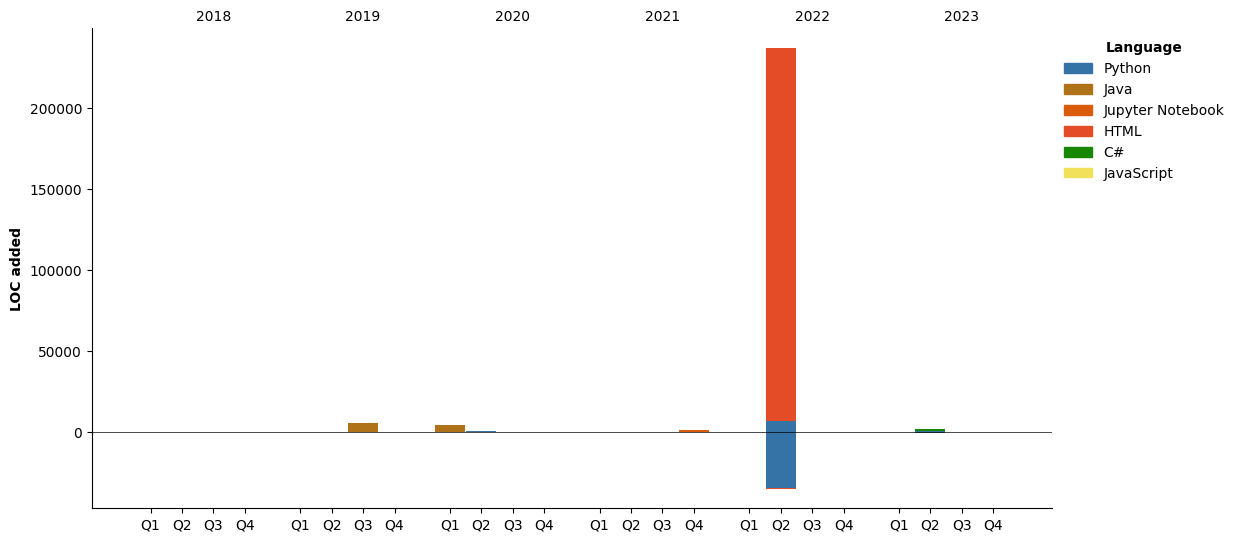 2018 2019 2020 2021 2022 2023
Language
Python
Java
Jupyter Notebook
HTML
C#
JavaScript
LOC added
200000
150000
100000
50000
0
Q1 Q2 Q3 Q4 Q1 Q2 Q3 Q4 Q1 Q2 Q3 Q4 Q1 Q2 Q3 Q4 Q1 Q2 Q3 Q4 Q1 Q2 Q3 Q4